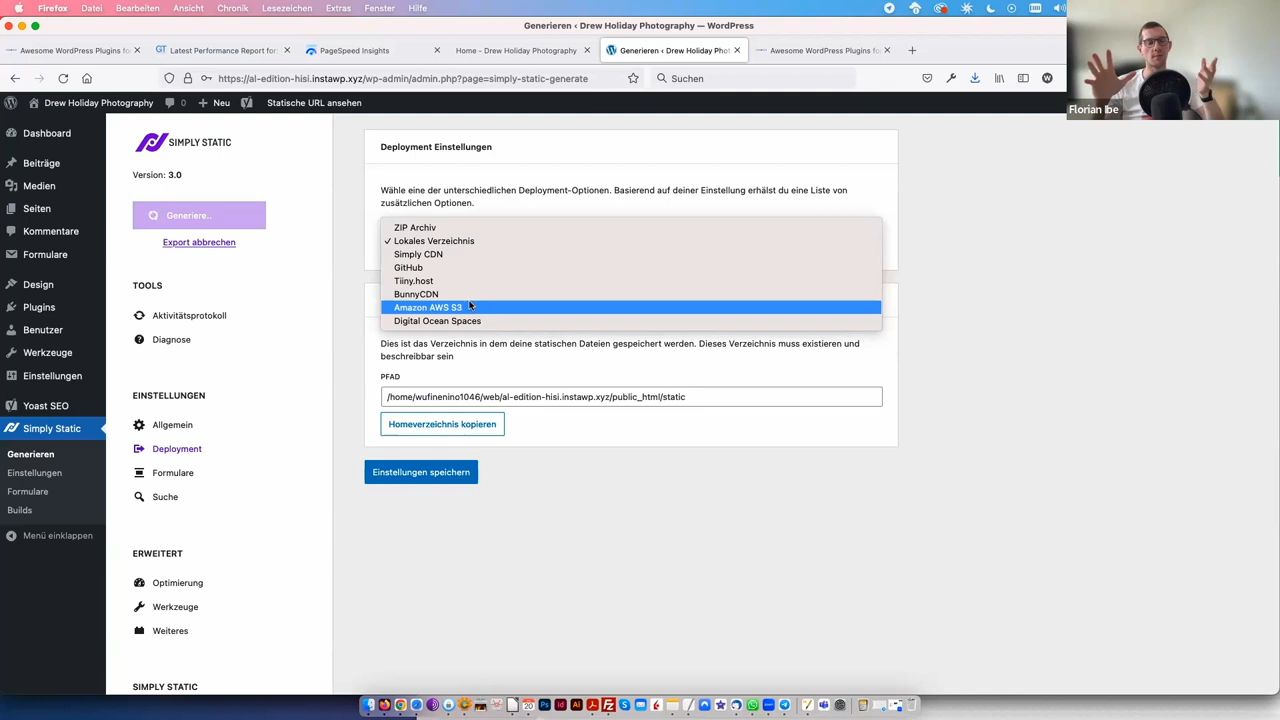 Firefox Datei Bearbeiten Ansicht Chronik Lesezeichen Extras Fenster Hilfe
Generieren ‹ Drew Holiday Photography — WordPress
Awesome WordPress Plugins fo
Latest Performance Report for:
PageSpeed Insights
Home - Drew Holiday Photography
Generieren ‹ Drew Holiday Phot
Awesome WordPress Plugins for
https://al-edition-hisi.instawp.xyz/wp-admin/admin.php?page=simply-static-generate
Suchen
Florian Ibe
Drew Holiday Photography 0 Neu Statische URL ansehen
Dashboard
Beiträge
Medien
Seiten
Kommentare
Formulare
Design
Plugins
Benutzer
Werkzeuge
Einstellungen
Yoast SEO
Simply Static
Generieren
Einstellungen
Formulare
Builds
Menü einklappen
SIMPLY STATIC
Version: 3.0
Generiere..
Export abbrechen
TOOLS
Aktivitätsprotokoll
Diagnose
EINSTELLUNGEN
Allgemein
Deployment
Formulare
Suche
ERWEITERT
Optimierung
Werkzeuge
Weiteres
SIMPLY STATIC
Deployment Einstellungen
Wähle eine der unterschiedlichen Deployment-Optionen. Basierend auf deiner Einstellung erhälst du eine Liste von
zusätzlichen Optionen.
ZIP Archiv
✓ Lokales Verzeichnis
Simply CDN
GitHub
Tiiny.host
BunnyCDN
Amazon AWS S3
Digital Ocean Spaces
Dies ist das Verzeichnis in dem deine statischen Dateien gespeichert werden. Dieses Verzeichnis muss existieren und
beschreibbar sein
PFAD
/home/wufinenino1046/web/al-edition-hisi.instawp.xyz/public_html/static
Homeverzeichnis kopieren
Einstellungen speichern